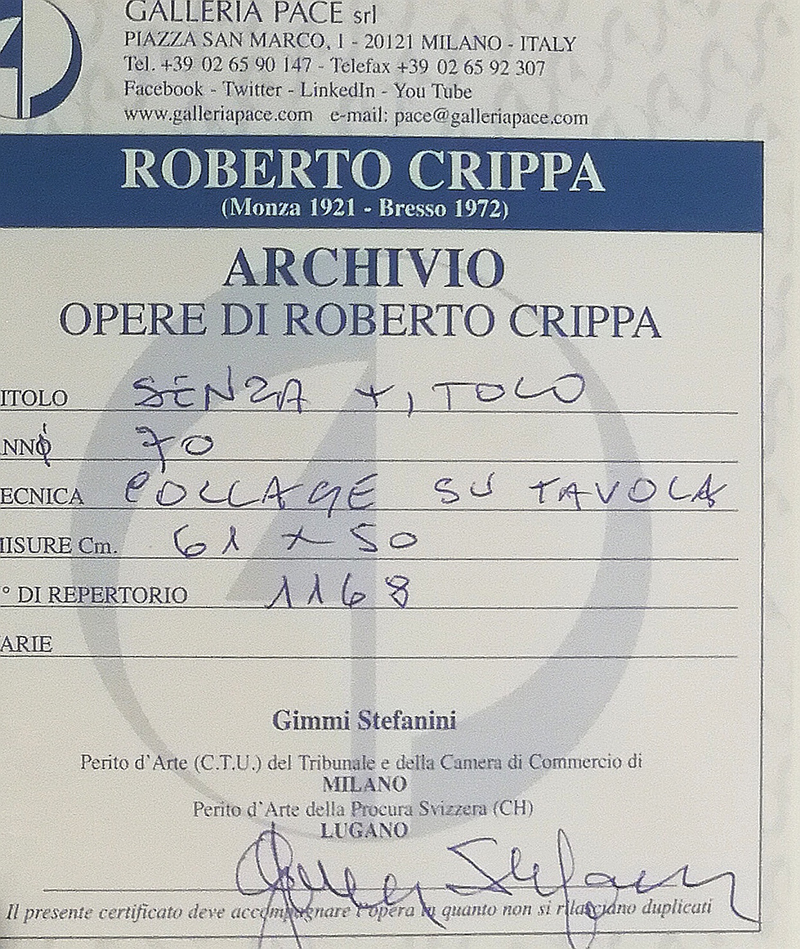 GALLERIA PACE srl
PIAZZA SAN MARCO, 1 - 20121 MILANO - ITALY
Tel. +39 02 65 90 147 - Telefax +39 02 65 92 307
Facebook - Twitter - LinkedIn - You Tube
www.galleriapace.com e-mail: pace@galleriapace.com
ROBERTO CRIPPA
(Monza 1921 - Bresso 1972)
ARCHIVIO
OPERE DI ROBERTO CRIPPA
ITOLO SENZA TITOLO
NNO 70
ECNICA COLLAGE SU TAVOLA
MISURE Cm. 61 x 50
° DI REPERTORIO 1168
ARIE
Gimmi Stefanini
Perito d'Arte (C.T.U.) del Tribunale e della Camera di Commercio di
MILANO
Perito d'Arte della Procura Svizzera (CH)
LUGANO
Il presente certificato deve accompagnare l'opera in quanto non si rilasciano duplicati